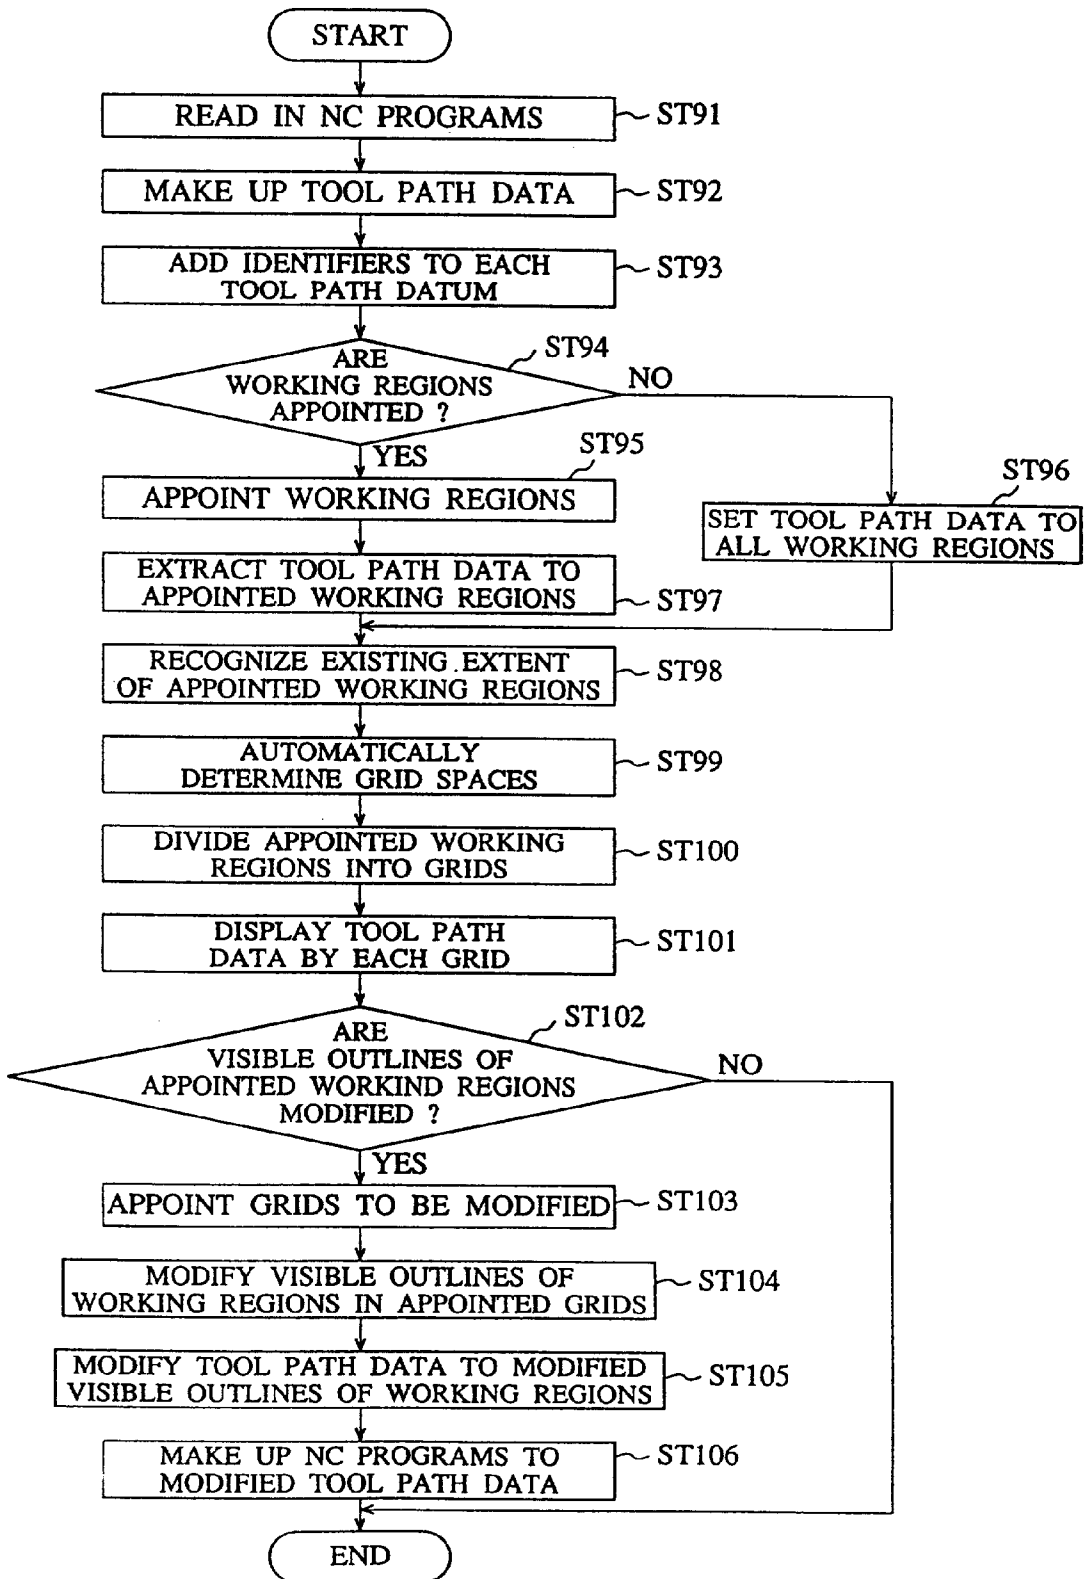 START
READ IN NC PROGRAMS
ST91
MAKE UP TOOL PATH DATA
ST92
ADD IDENTIFIERS TO EACH
TOOL PATH DATUM
ST93
ARE
WORKING REGIONS
APPOINTED ?
ST94
NO
YES
ST95
APPOINT WORKING REGIONS
ST96
SET TOOL PATH DATA TO
ALL WORKING REGIONS
EXTRACT TOOL PATH DATA TO
APPOINTED WORKING REGIONS
ST97
RECOGNIZE EXISTING EXTENT
OF APPOINTED WORKING REGIONS
ST98
AUTOMATICALLY
DETERMINE GRID SPACES
ST99
DIVIDE APPOINTED WORKING
REGIONS INTO GRIDS
ST100
DISPLAY TOOL PATH
DATA BY EACH GRID
ST101
ARE
VISIBLE OUTLINES OF
APPOINTED WORKIND REGIONS
MODIFIED ?
ST102
NO
YES
APPOINT GRIDS TO BE MODIFIED
ST103
MODIFY VISIBLE OUTLINES OF
WORKING REGIONS IN APPOINTED GRIDS
ST104
MODIFY TOOL PATH DATA TO MODIFIED
VISIBLE OUTLINES OF WORKING REGIONS
ST105
MAKE UP NC PROGRAMS TO
MODIFIED TOOL PATH DATA
ST106
END